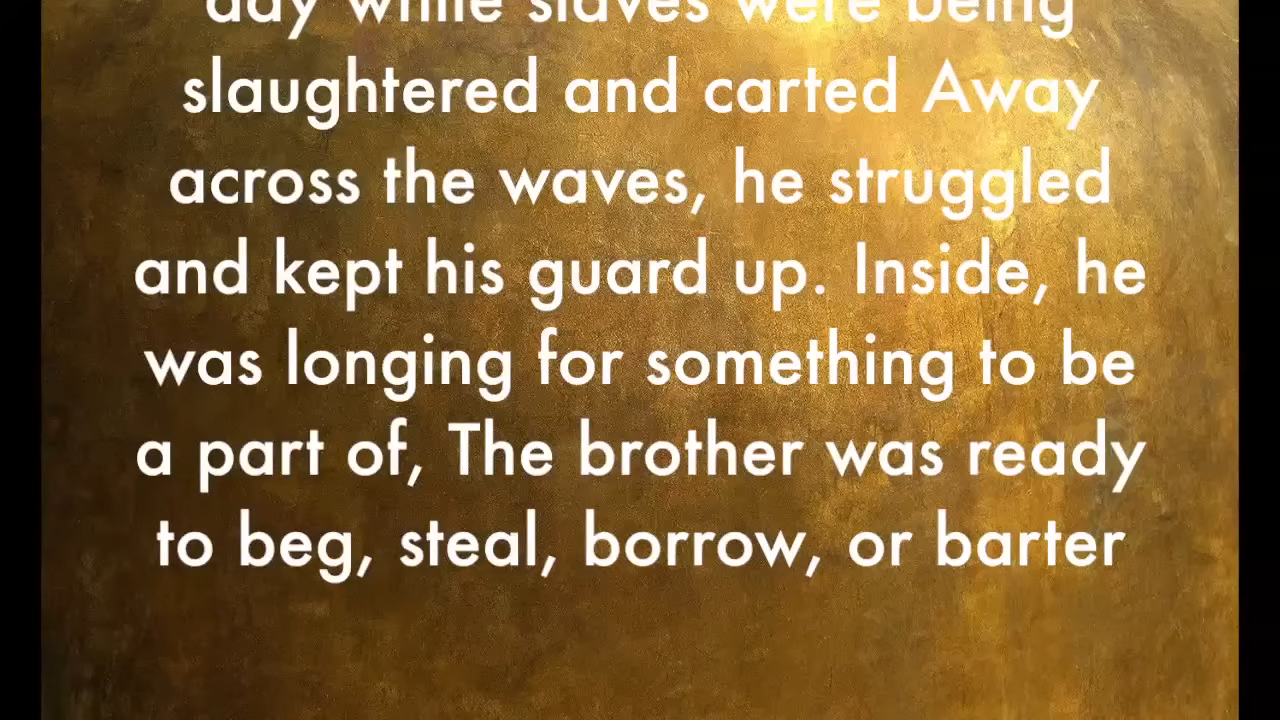 day while slaves were being
slaughtered and carted Away
across the waves, he struggled
and kept his guard up. Inside, he
was longing for something to be
a part of, The brother was ready
to beg, steal, borrow, or barter